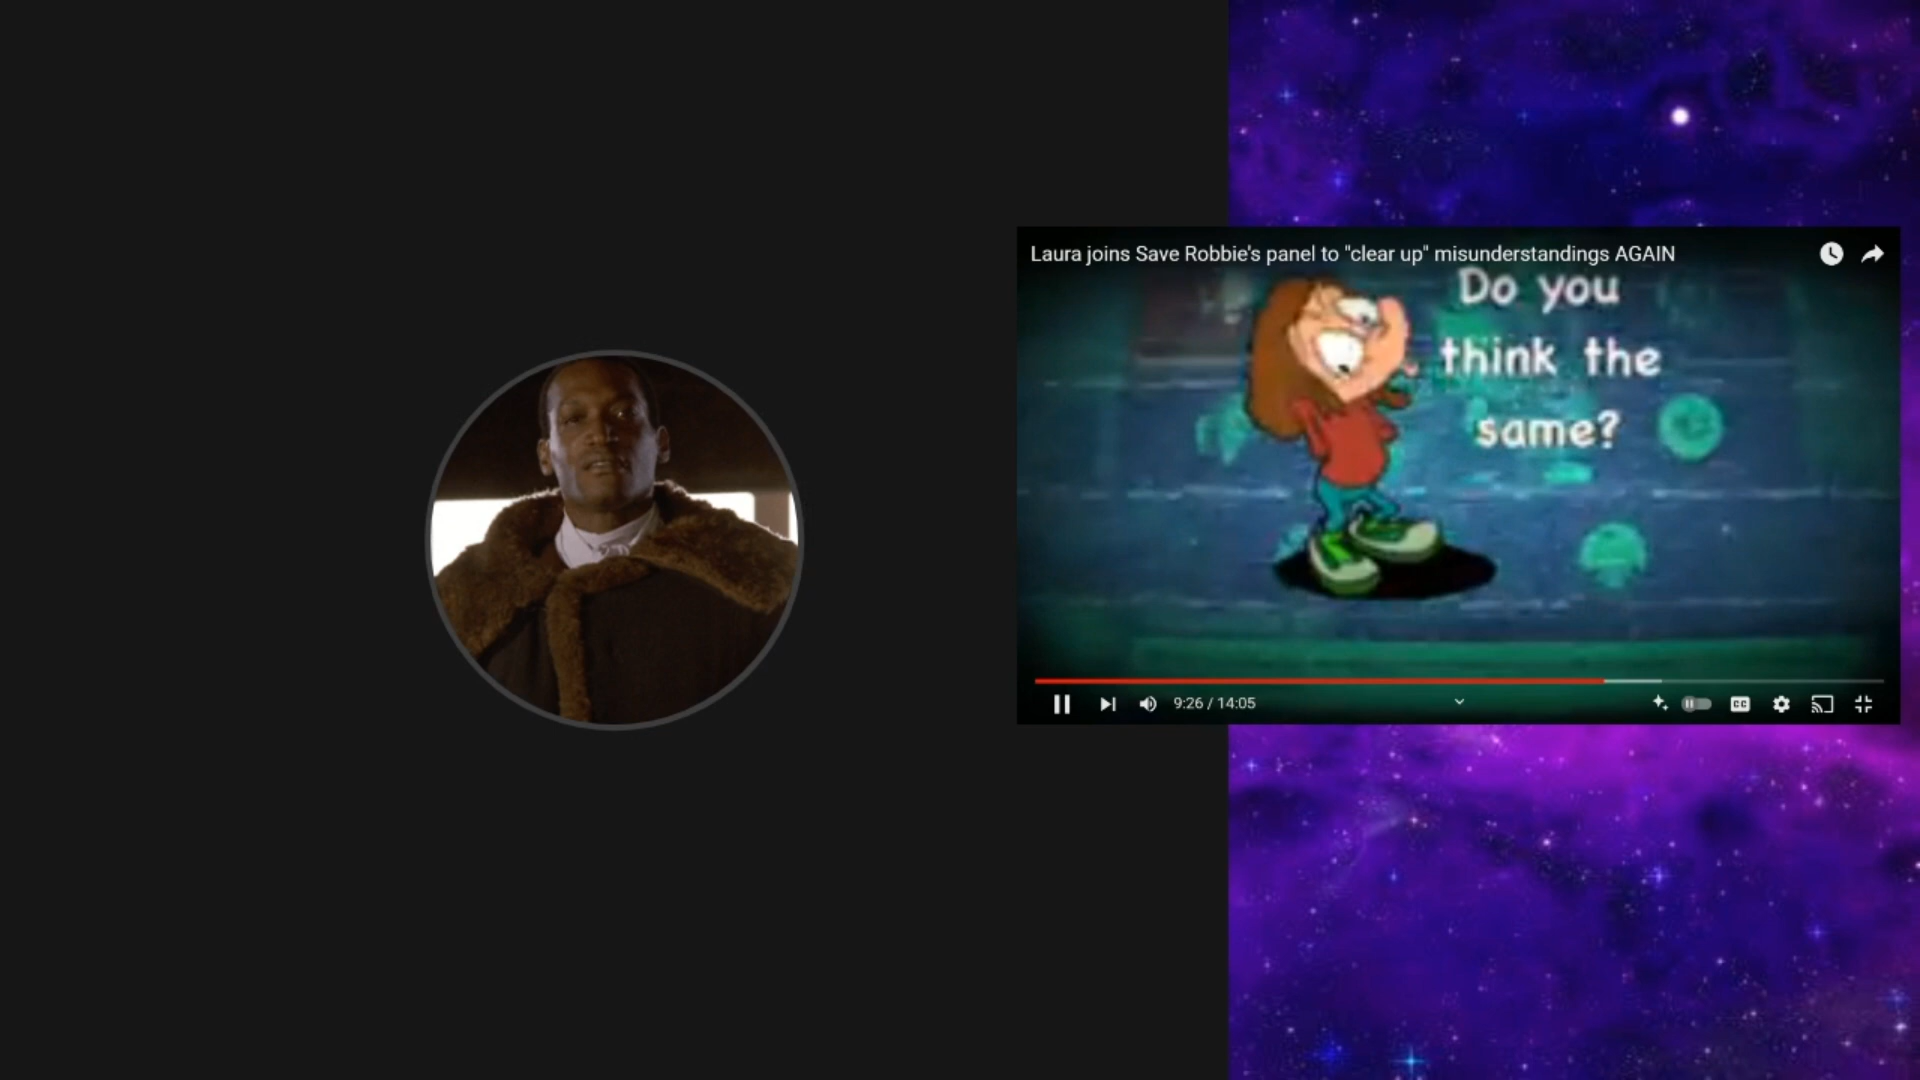 Laura joins Save Robbie's panel to "clear up" misunderstandings AGAIN
Do you
think the
same?
9:26 / 14:05
CC